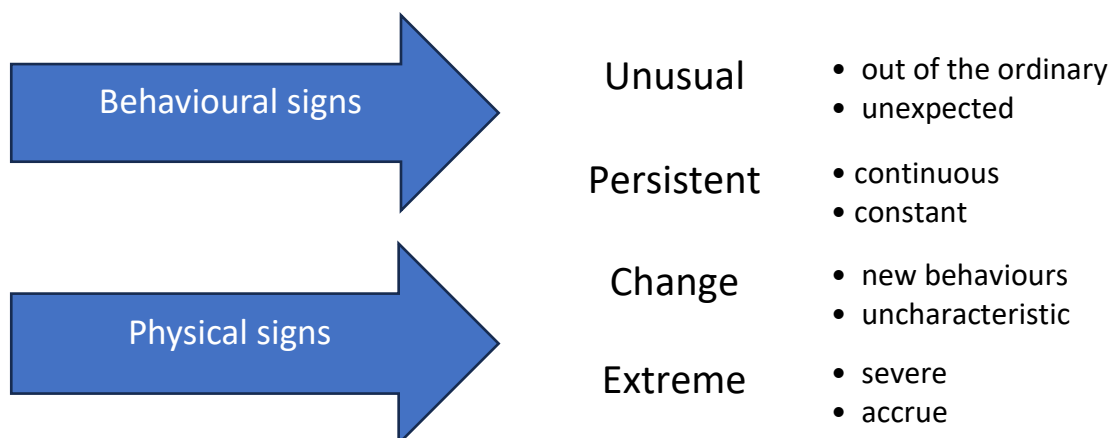 Behavioural signs
Physical signs
Unusual
• out of the ordinary
• unexpected
Persistent
• continuous
• constant
Change
• new behaviours
• uncharacteristic
Extreme
• severe
• accrue